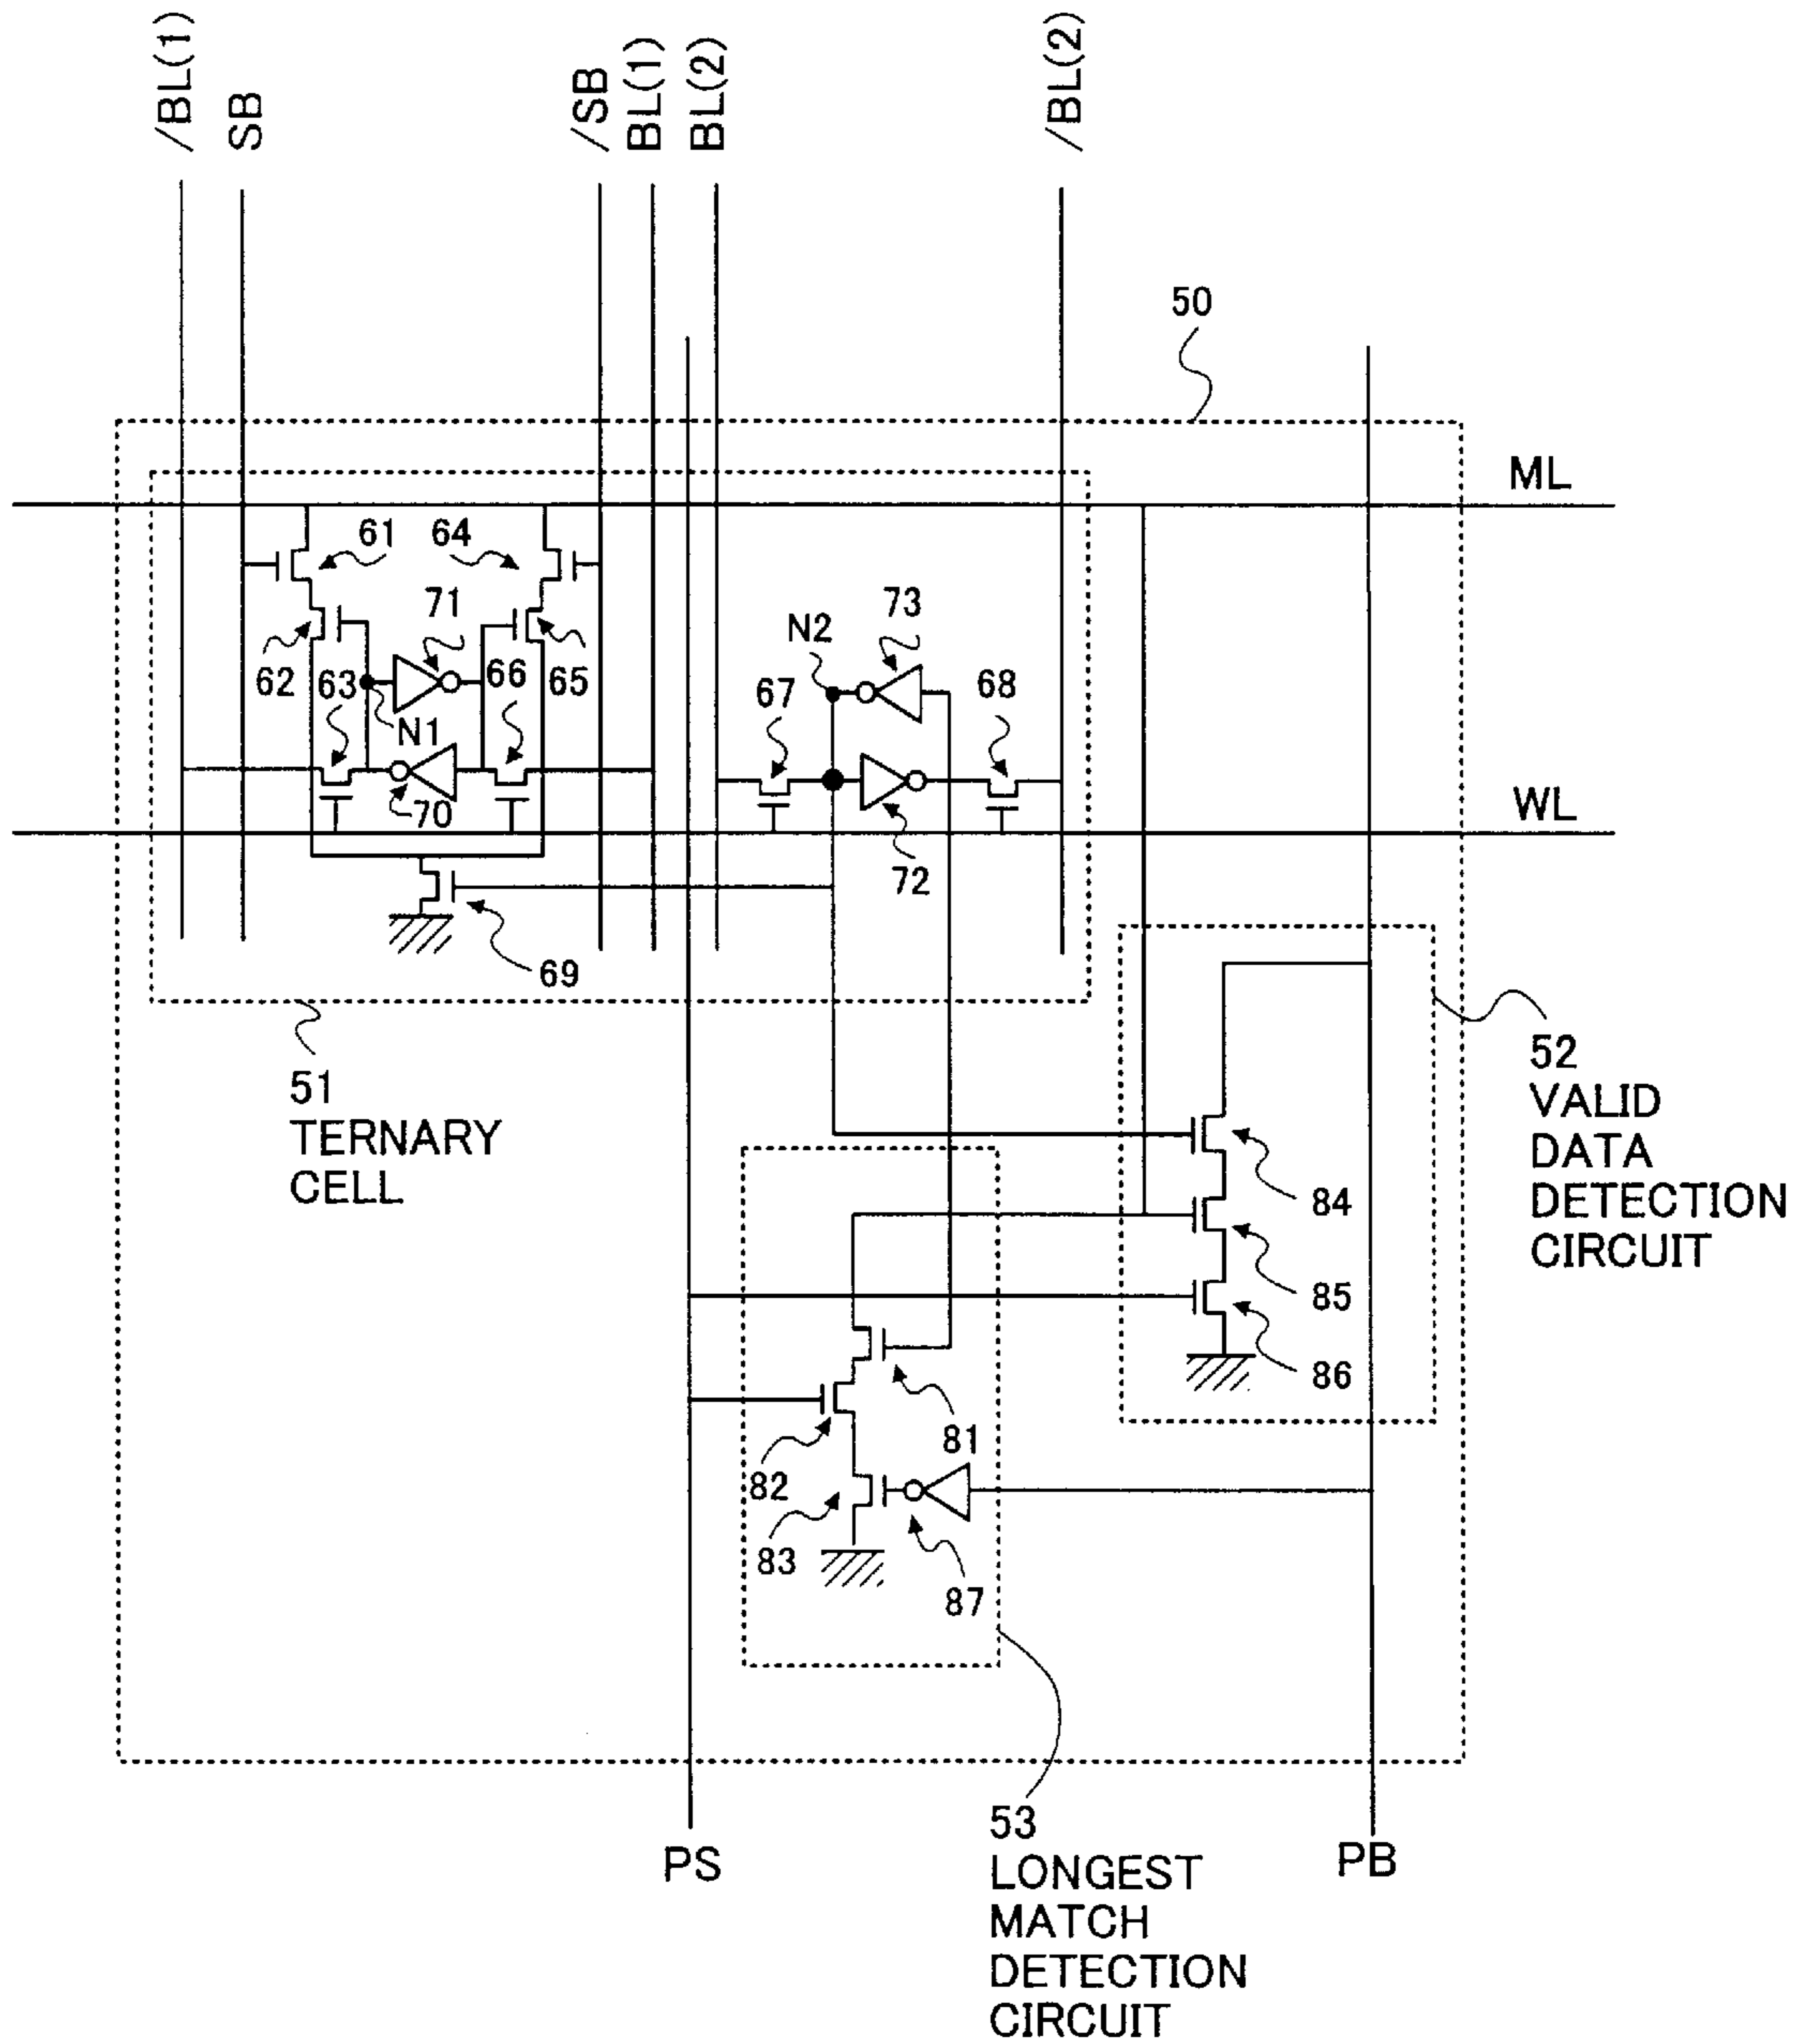 /BL(1)
SB
/SB
BL(1)
BL(2)
/BL(2)
50
ML
61
64
71
73
N2
62
63
66
65
67
68
N1
70
72
WL
69
51
TERNARY
CELL
52
VALID
DATA
DETECTION
CIRCUIT
84
85
86
81
82
83
87
53
LONGEST
MATCH
DETECTION
CIRCUIT
PS
PB